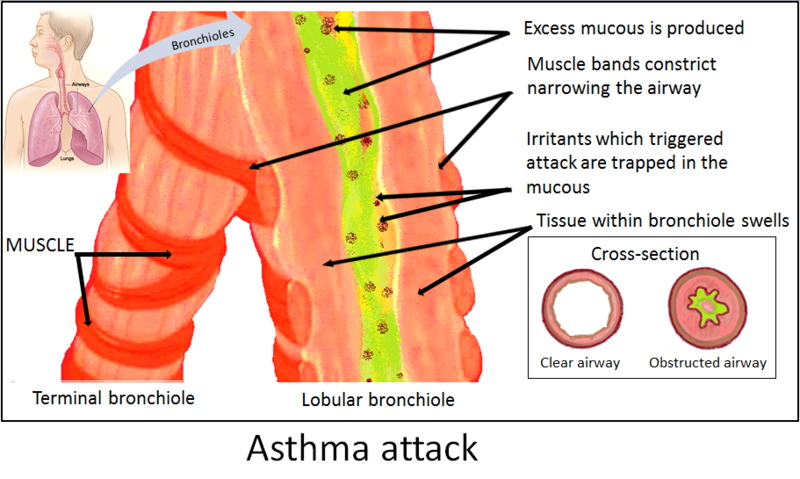 Bronchioles
Airways
Lungs
Excess mucous is produced
Muscle bands constrict
narrowing the airway
Irritants which triggered
attack are trapped in the
mucous
Tissue within bronchiole swells
MUSCLE
Cross-section
Clear airway
Obstructed airway
Terminal bronchiole
Lobular bronchiole
Asthma attack